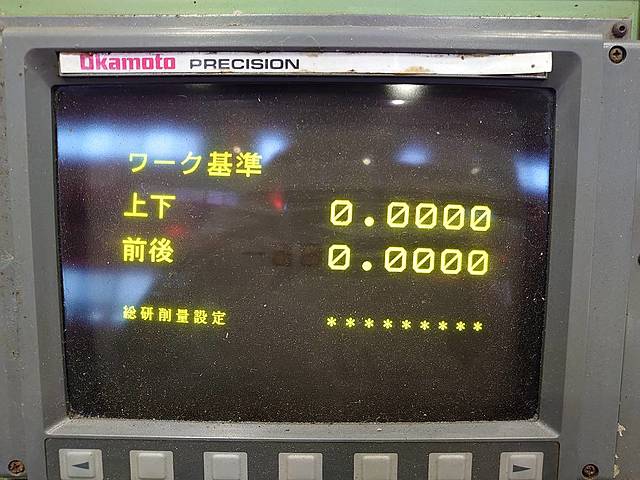 Okamoto PRECISION
ワーク基準
上下 0.0000
前後 0.0000
総研削量設定 *********